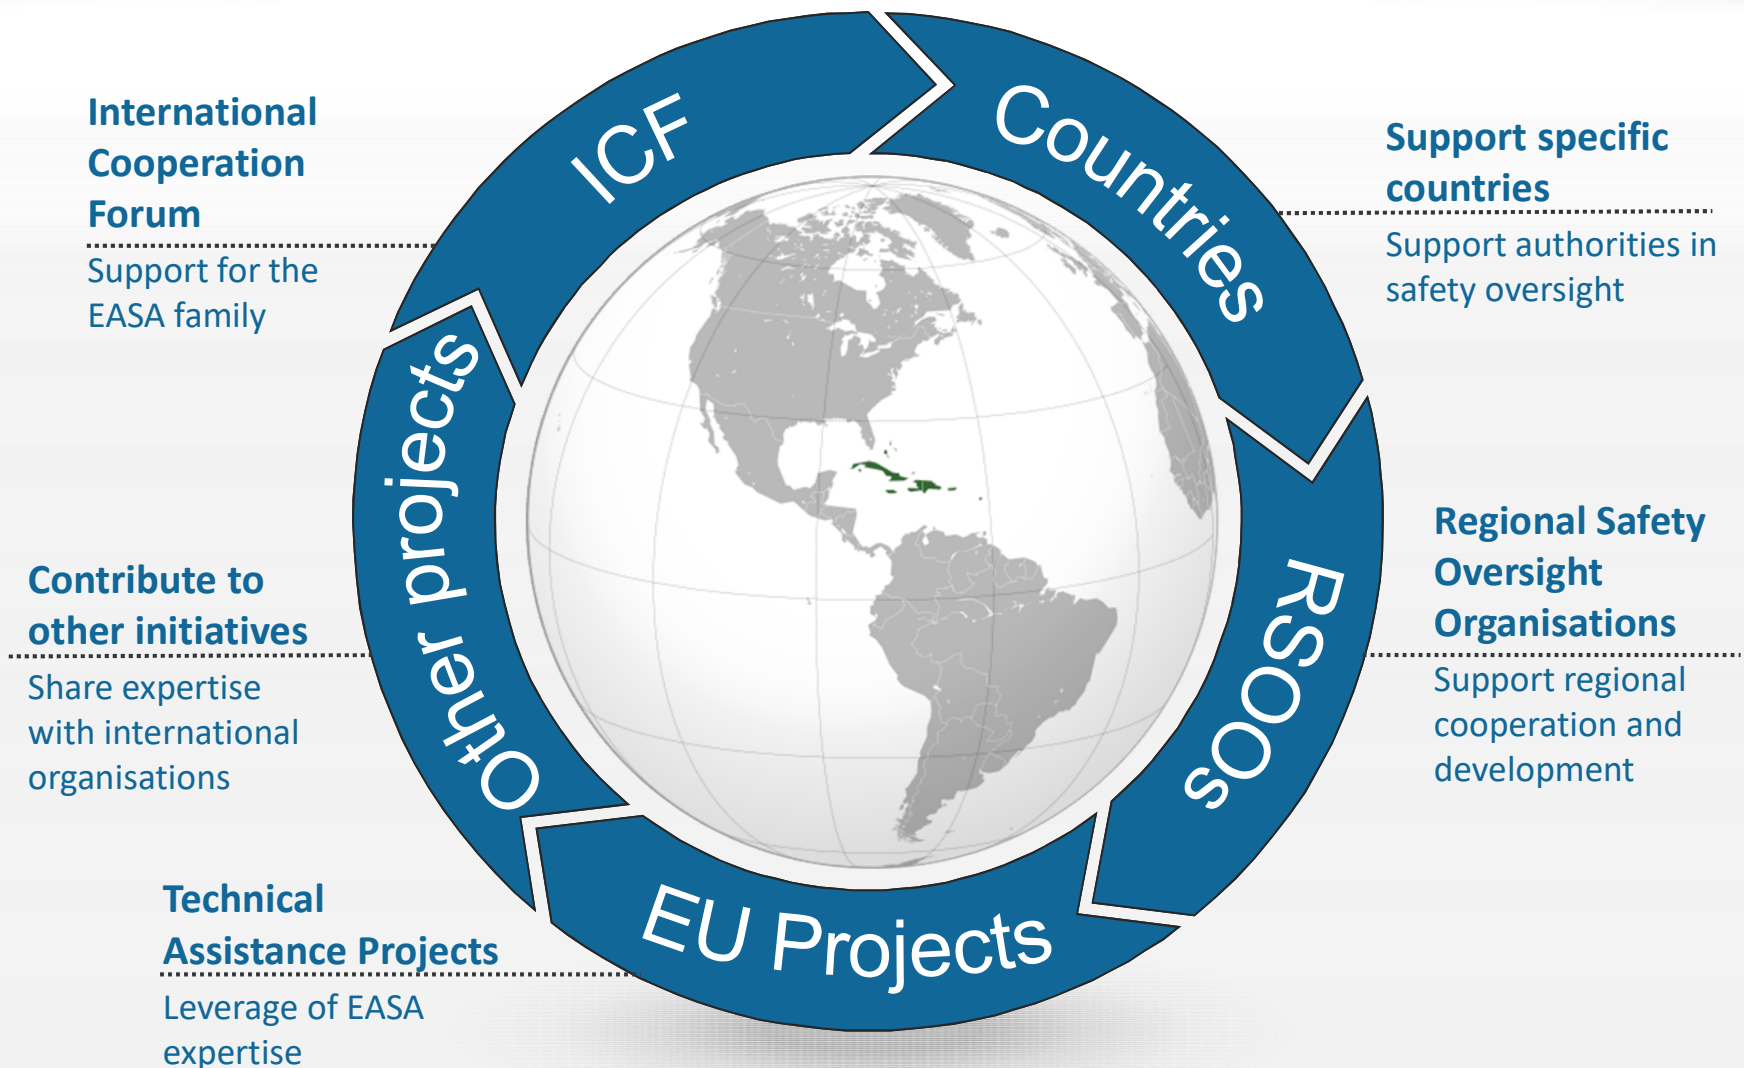 International
Cooperation
Forum
Support for the
EASA family
ICF
Countries
Support specific
countries
Support authorities in
safety oversight
Other projects
RSOOs
Regional Safety
Oversight
Organisations
Support regional
cooperation and
development
Contribute to
other initiatives
Share expertise
with international
organisations
EU Projects
Technical
Assistance Projects
Leverage of EASA
expertise